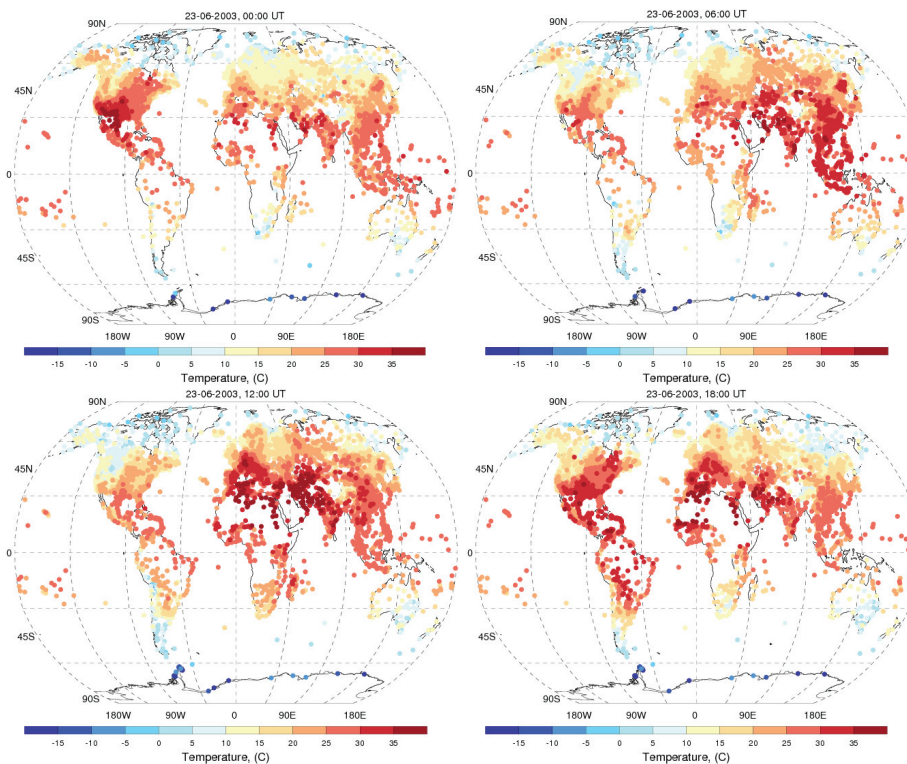 23-06-2003, 00:00 UT
90N
45N
0
45S
90S
180W 90W 0 90E 180E
-15 -10 -5 0 5 10 15 20 25 30 35
Temperature, (C)
23-06-2003, 06:00 UT
90N
45N
0
45S
90S
180W 90W 0 90E 180E
-15 -10 -5 0 5 10 15 20 25 30 35
Temperature, (C)
23-06-2003, 12:00 UT
90N
45N
0
45S
90S
180W 90W 0 90E 180E
-15 -10 -5 0 5 10 15 20 25 30 35
Temperature, (C)
23-06-2003, 18:00 UT
90N
45N
0
45S
90S
180W 90W 0 90E 180E
-15 -10 -5 0 5 10 15 20 25 30 35
Temperature, (C)